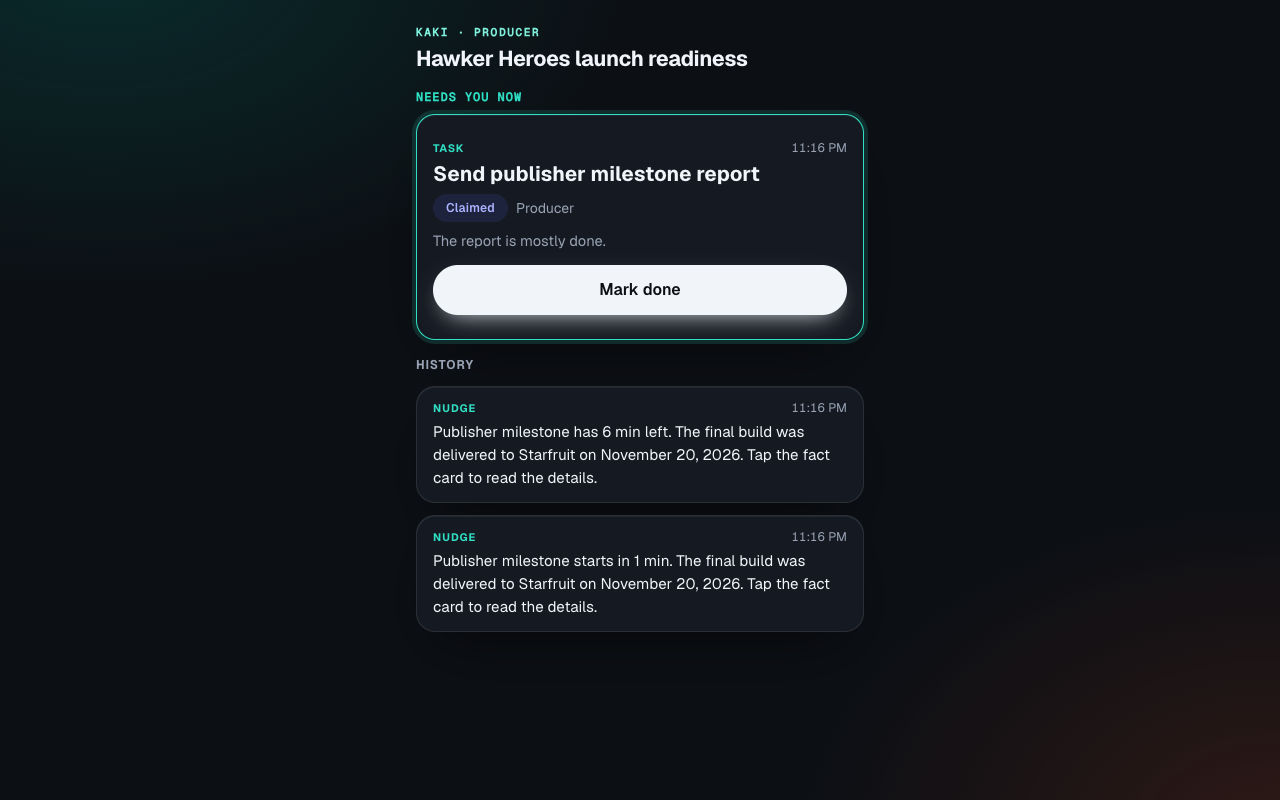 KAKI · PRODUCER
Hawker Heroes launch readiness
NEEDS YOU NOW
TASK 11:16 PM
Send publisher milestone report
Claimed Producer
The report is mostly done.
Mark done
HISTORY
NUDGE 11:16 PM
Publisher milestone has 6 min left. The final build was
delivered to Starfruit on November 20, 2026. Tap the fact
card to read the details.
NUDGE 11:16 PM
Publisher milestone starts in 1 min. The final build was
delivered to Starfruit on November 20, 2026. Tap the fact
card to read the details.